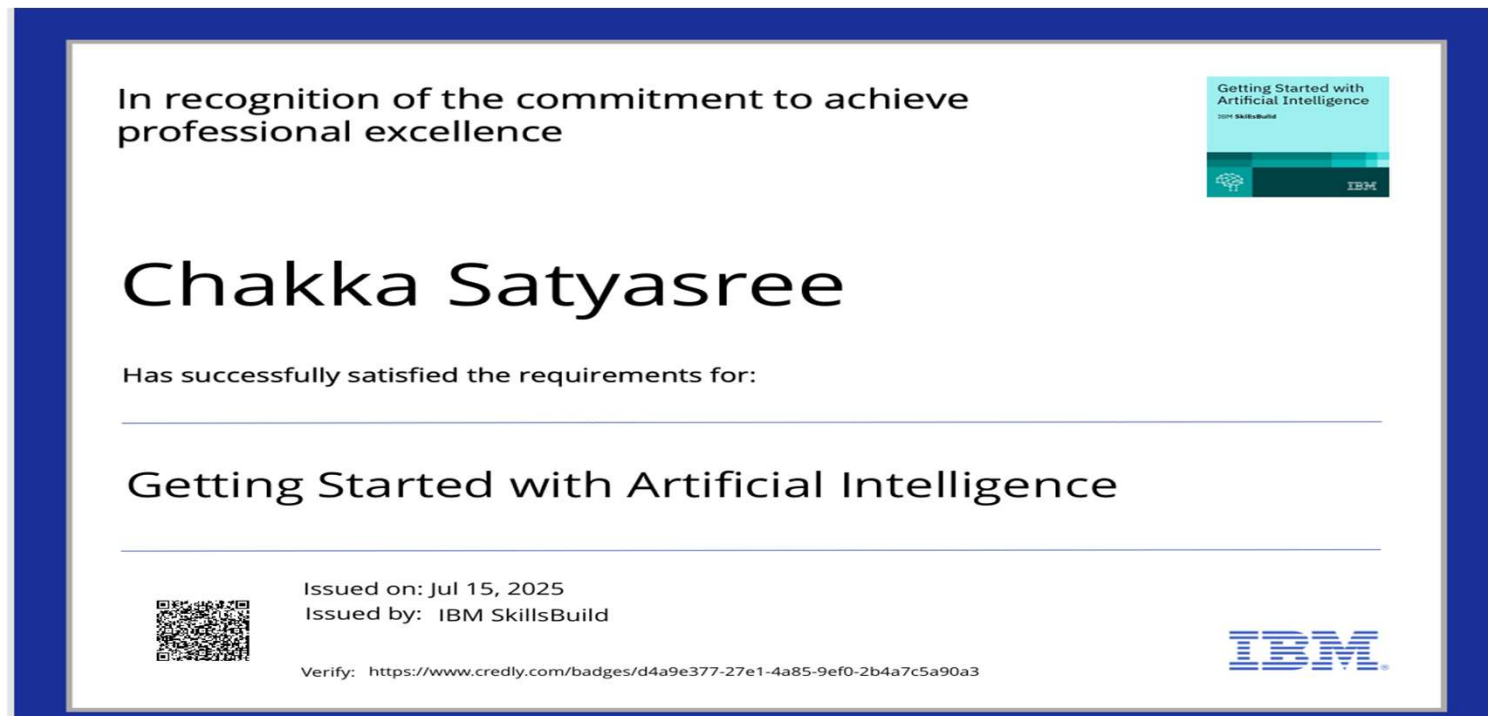 In recognition of the commitment to achieve
professional excellence
Getting Started with
Artificial Intelligence
IBM SkillsBuild
IBM
Chakka Satyasree
Has successfully satisfied the requirements for:
Getting Started with Artificial Intelligence
Issued on: Jul 15, 2025
Issued by: IBM SkillsBuild
Verify: https://www.credly.com/badges/d4a9e377-27e1-4a85-9ef0-2b4a7c5a90a3
IBM